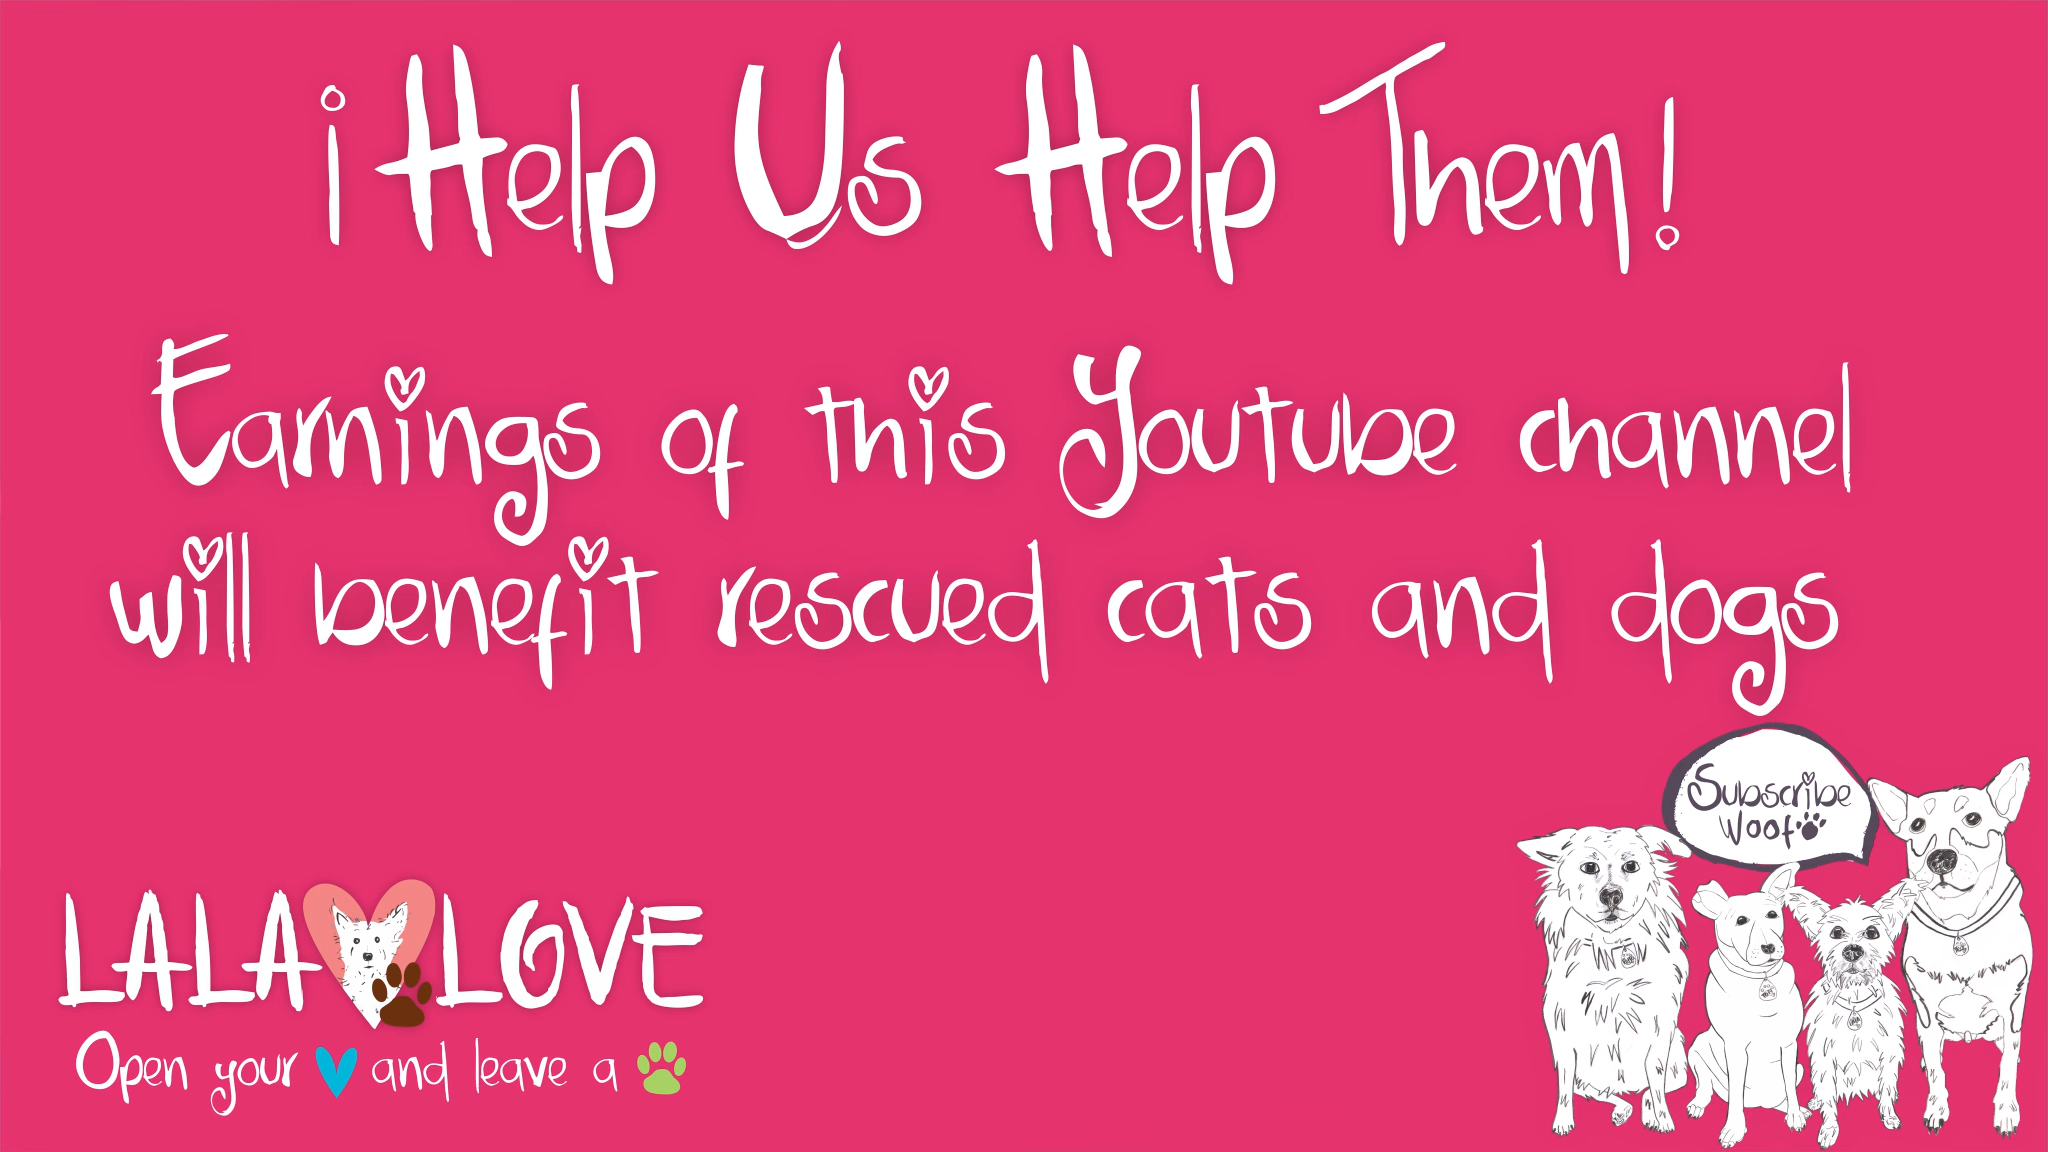 ¡Help Us Help Them!
Earnings of this Youtube channel
will benefit rescued cats and dogs
Subscribe
Woof
LALA LOVE
Open your and leave a